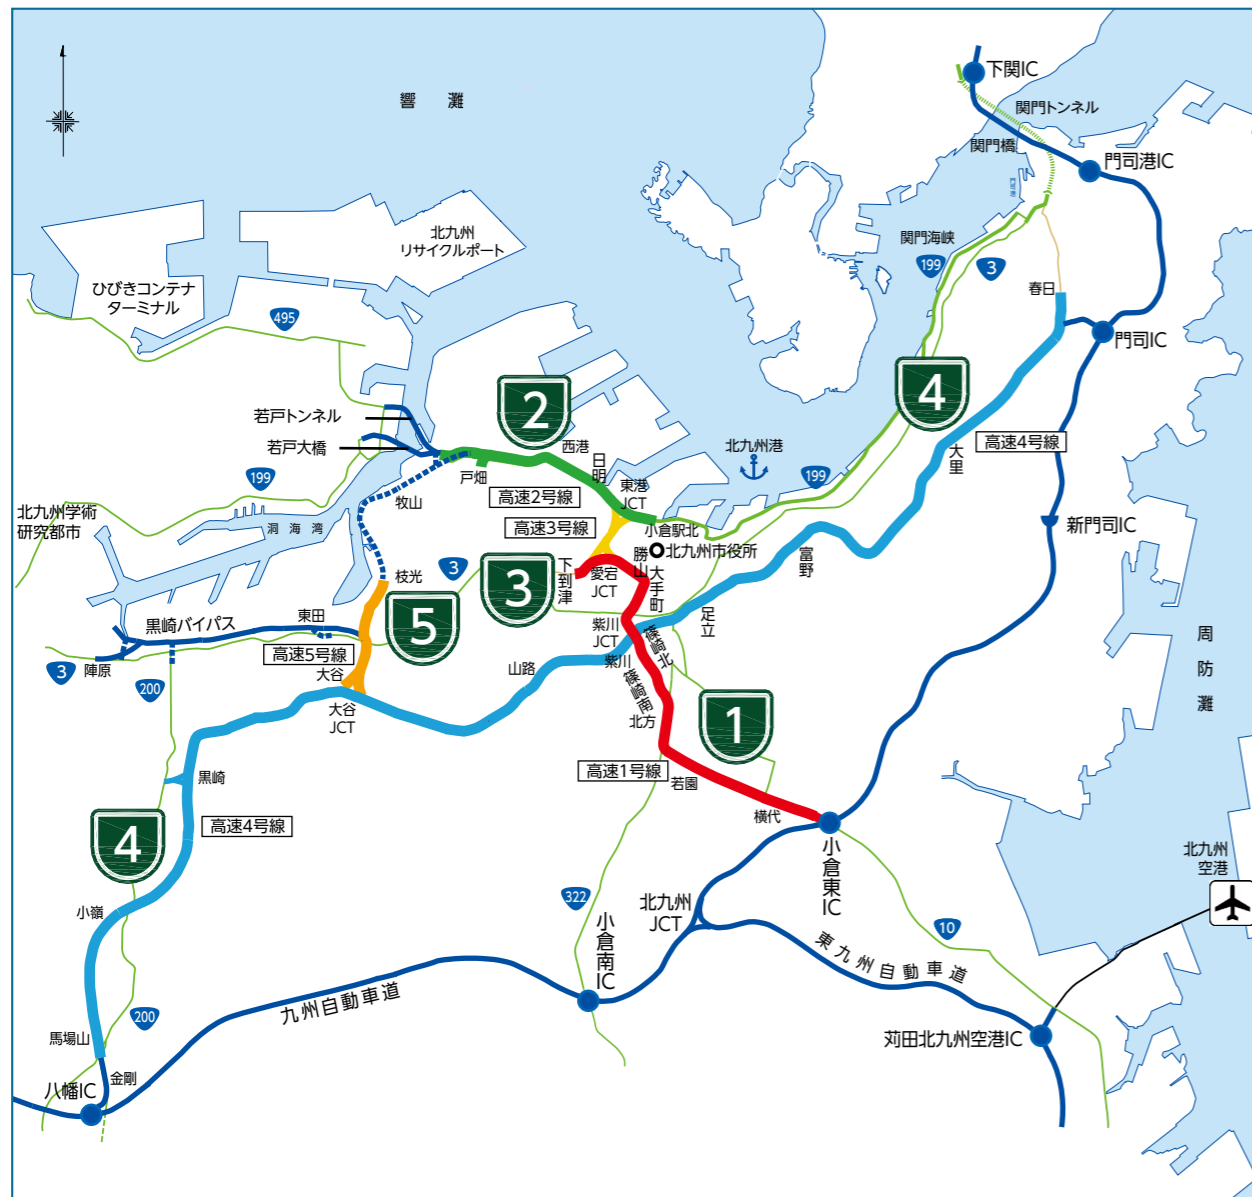 下関IC
関門トンネル
響灘
関門橋
門司港IC
門司港
北九州
リサイクルポート
関門海峡
199
3
ひびきコンテナ
ターミナル
春日
495
門司IC
4
2
若戸トンネル
西港
高速4号線
若戸大橋
日明
北九州港
大里
戸畑
199
199
東港
JCT
高速2号線
牧山
北九州学術
研究都市
洞海湾
高速3号線
小倉駅北
新門司IC
北九州市役所
勝山
富野
3
3
下到津
愛宕
JCT
大手町
枝光
5
東田
黒崎バイパス
紫川
JCT
足立
篠崎北
周防灘
高速5号線
陣原
3
200
大谷
山路
紫川
篠崎南
大谷
JCT
北方
1
高速1号線
黒崎
若園
横代
4
高速4号線
小倉東IC
北九州
空港
322
北九州
JCT
小嶺
小倉南IC
10
東九州自動車道
九州自動車道
200
馬場山
苅田北九州空港IC
金剛
八幡IC